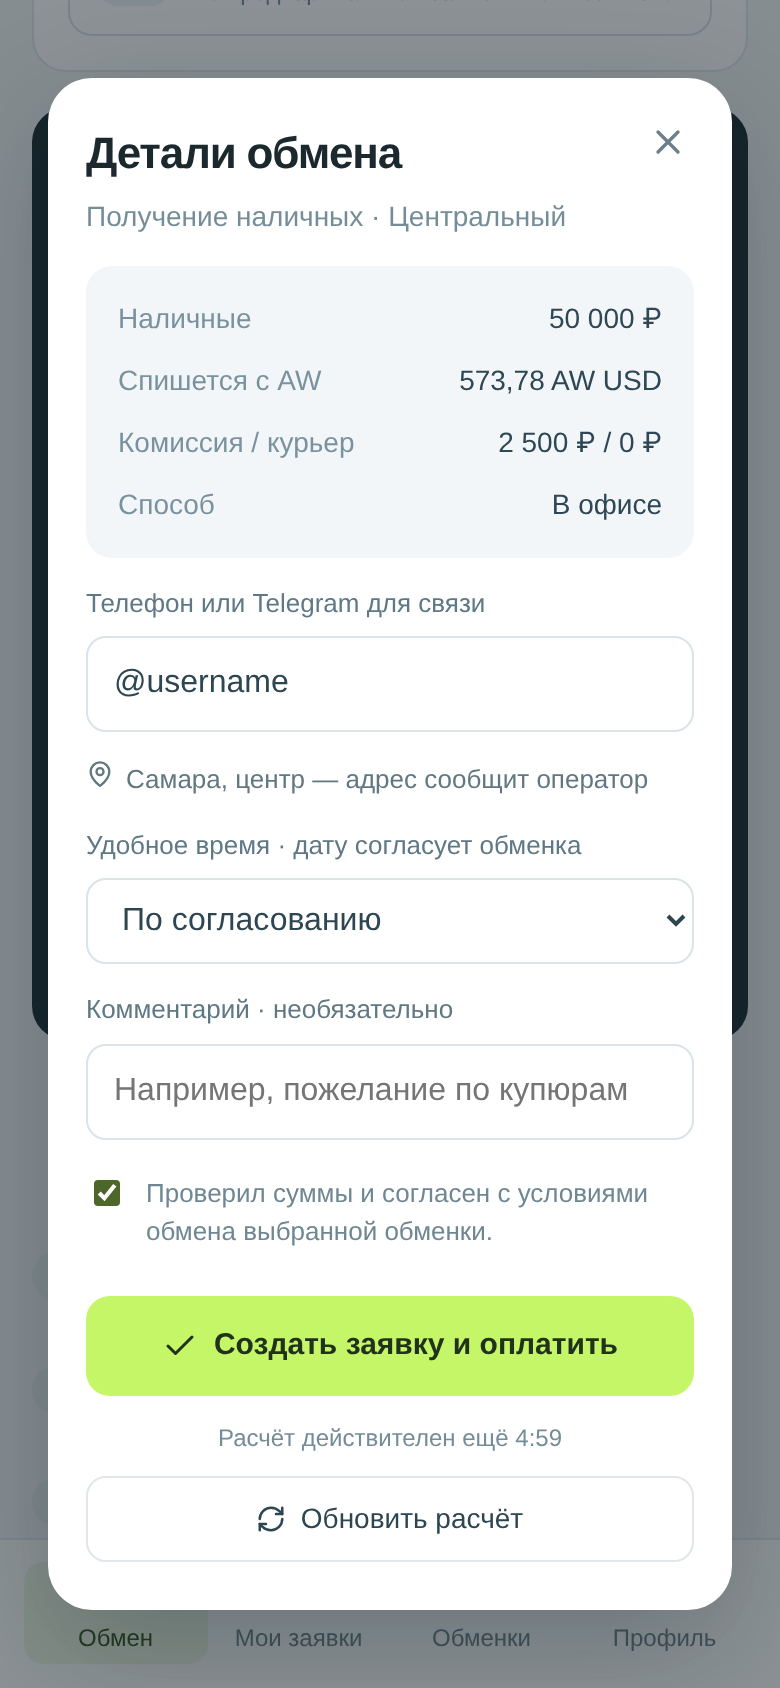 Детали обмена
Получение наличных · Центральный
Наличные 50 000 ₽
Спишется с AW 573,78 AW USD
Комиссия / курьер 2 500 ₽ / 0 ₽
Способ В офисе
Телефон или Telegram для связи
@username
Самара, центр — адрес сообщит оператор
Удобное время · дату согласует обменка
По согласованию
Комментарий · необязательно
Например, пожелание по купюрам
Проверил суммы и согласен с условиями
обмена выбранной обменки.
Создать заявку и оплатить
Расчёт действителен ещё 4:59
Обновить расчёт
Обмен Мои заявки Обменки Профиль